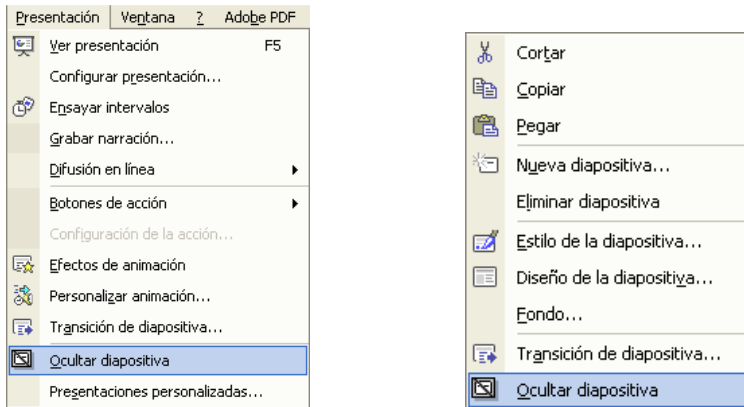 Presentación Ventana ? Adobe PDF
Ver presentación F5
Configurar presentación...
Ensayar intervalos
Grabar narración...
Difusión en línea
Botones de acción
Configuración de la acción...
Efectos de animación
Personalizar animación...
Transición de diapositiva...
Ocultar diapositiva
Presentaciones personalizadas...
Cortar
Copiar
Pegar
Nueva diapositiva...
Eliminar diapositiva
Estilo de la diapositiva...
Diseño de la diapositiva...
Fondo...
Transición de diapositiva...
Ocultar diapositiva